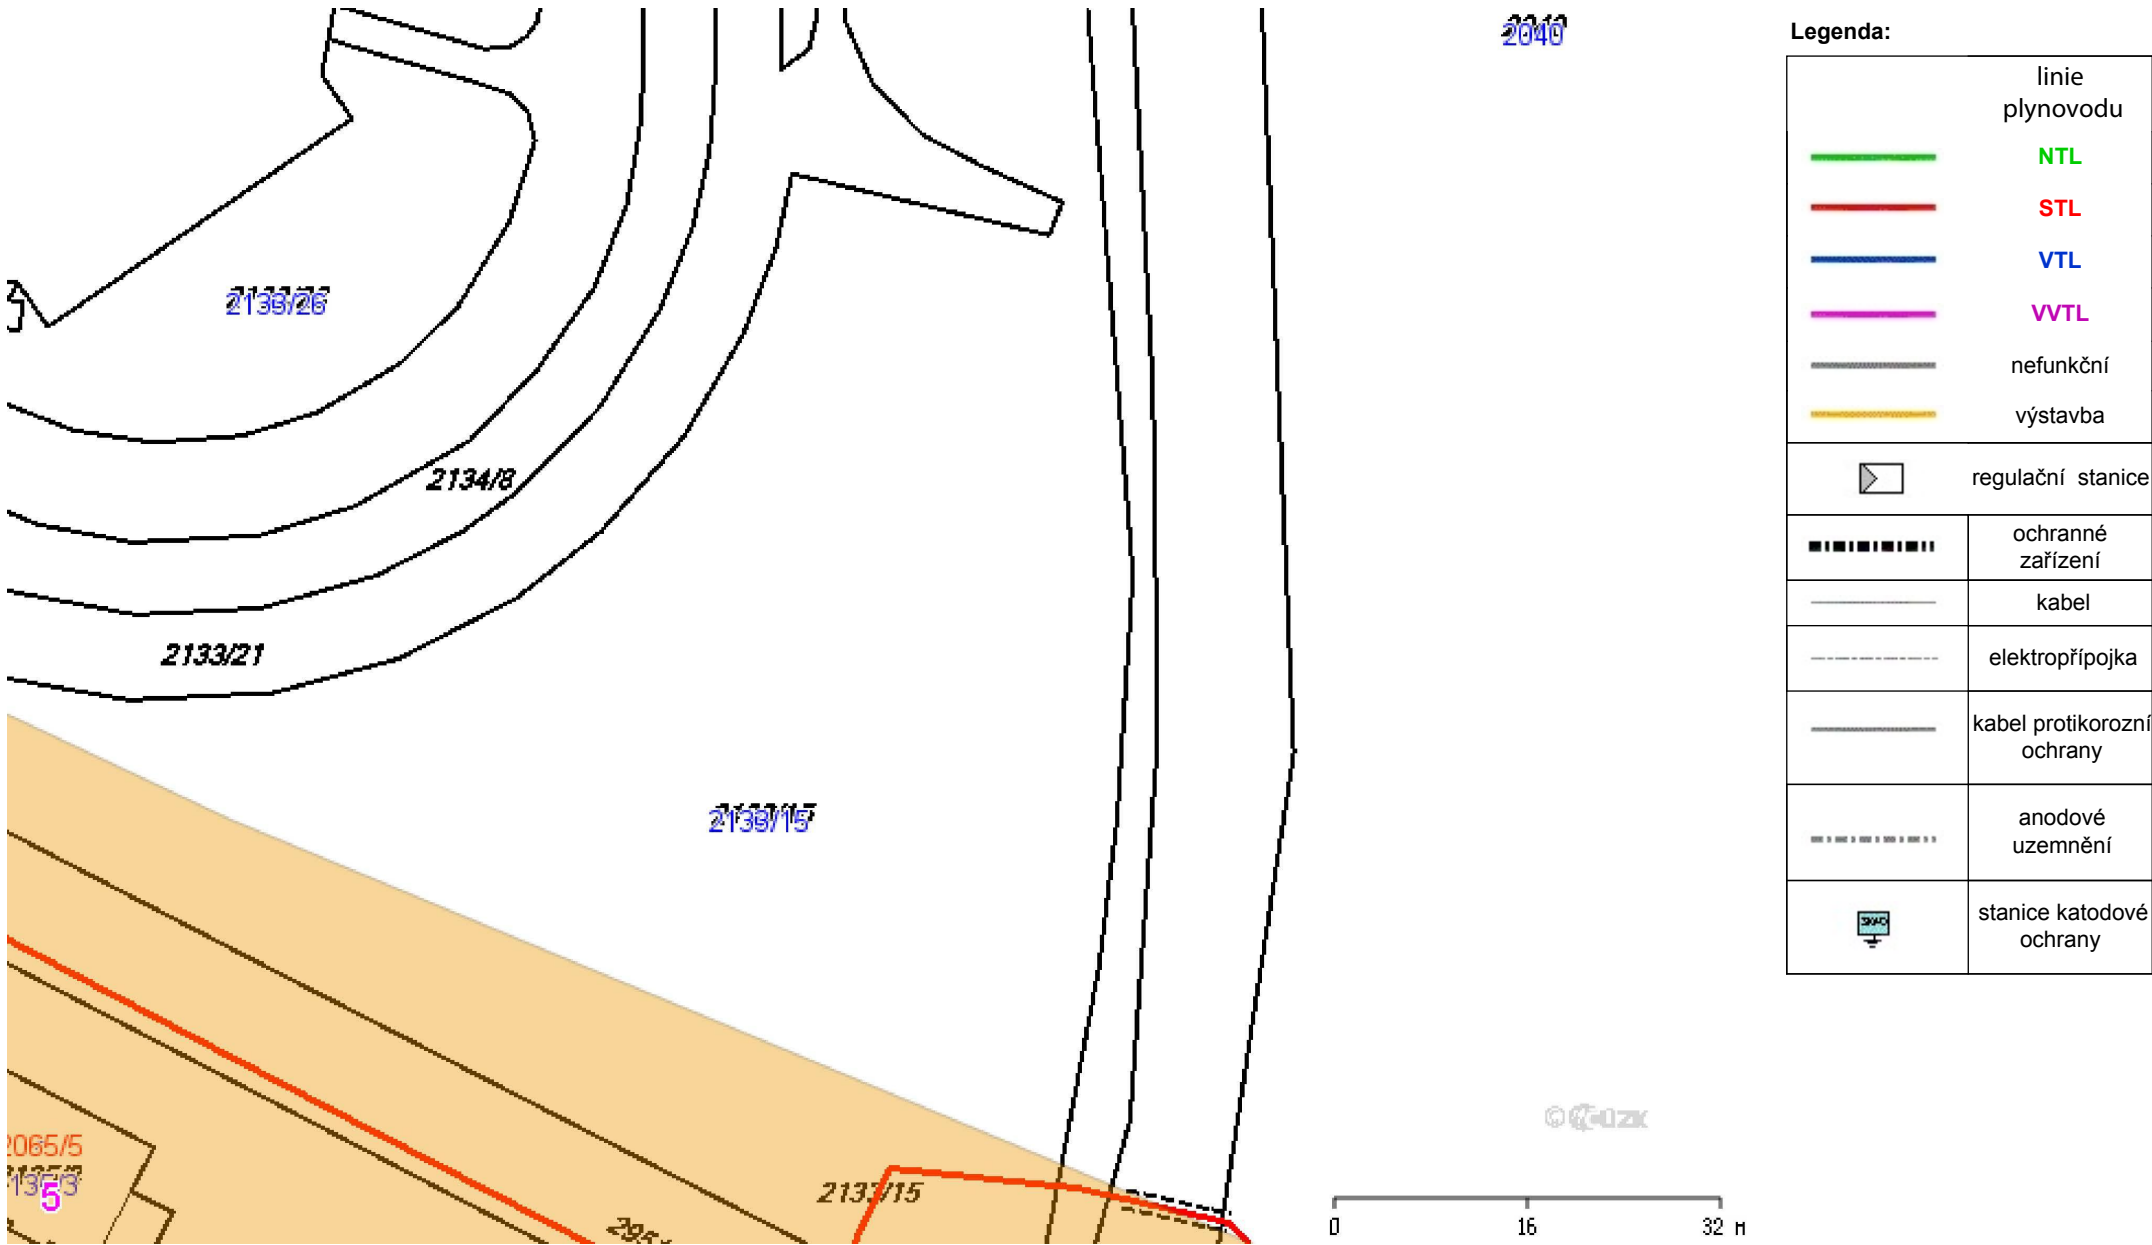 2040
Legenda:
linie
plynovodu
NTL
STL
VTL
VVTL
nefunkční
výstavba
regulační stanice
ochranné
zařízení
kabel
elektropřípojka
kabel protikorozní
ochrany
anodové
uzemnění
stanice katodové
ochrany
2133/26
2134/8
2133/21
2133/15
2065/5
5
2133/15
0
16
32 m